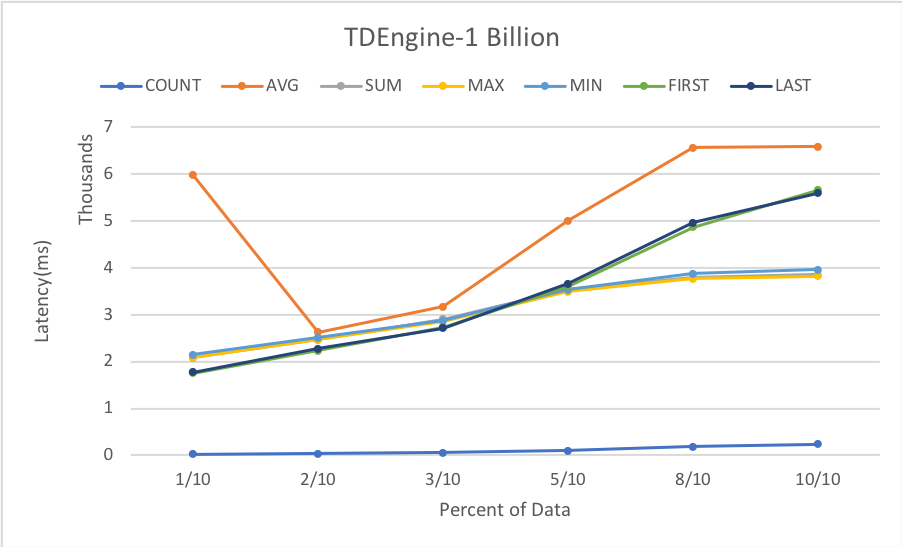 TDEngine-1 Billion
COUNT AVG SUM MAX MIN FIRST LAST
Latency(ms)
Thousands
7
6
5
4
3
2
1
0
1/10 2/10 3/10 5/10 8/10 10/10
Percent of Data